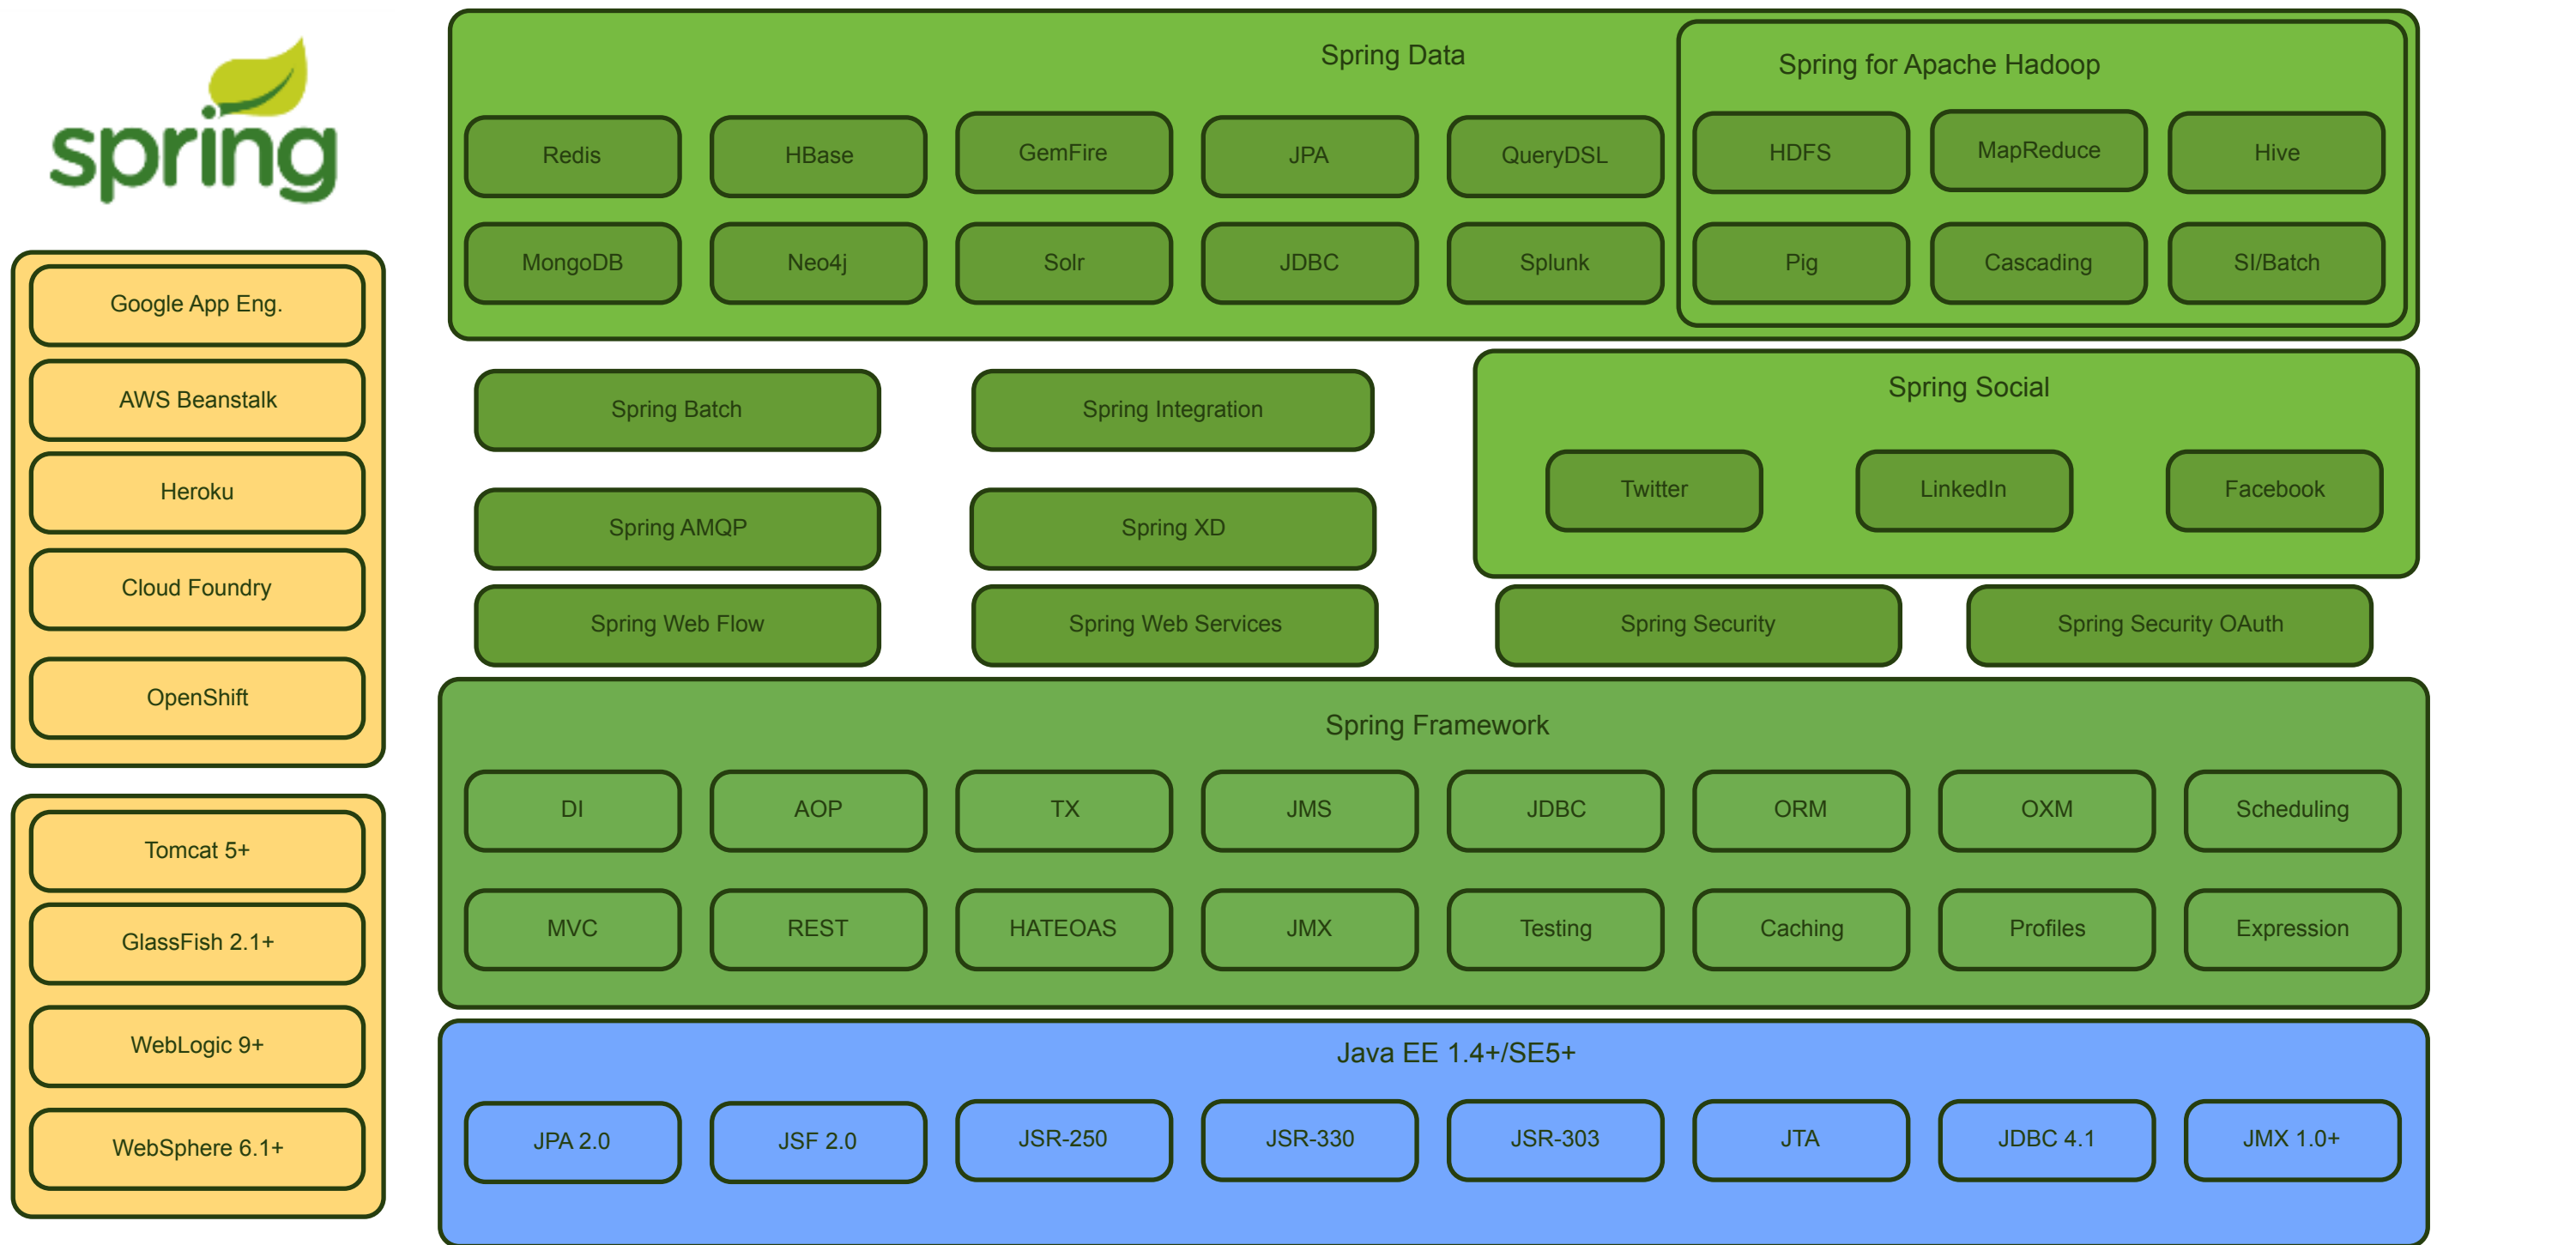 spring
Google App Eng.
AWS Beanstalk
Heroku
Cloud Foundry
OpenShift
Tomcat 5+
GlassFish 2.1+
WebLogic 9+
WebSphere 6.1+
Spring Data
Redis
HBase
GemFire
JPA
QueryDSL
MongoDB
Neo4j
Solr
JDBC
Splunk
Spring for Apache Hadoop
HDFS
MapReduce
Hive
Pig
Cascading
SI/Batch
Spring Batch
Spring Integration
Spring AMQP
Spring XD
Spring Social
Twitter
LinkedIn
Facebook
Spring Web Flow
Spring Web Services
Spring Security
Spring Security OAuth
Spring Framework
DI
AOP
TX
JMS
JDBC
ORM
OXM
Scheduling
MVC
REST
HATEOAS
JMX
Testing
Caching
Profiles
Expression
Java EE 1.4+/SE5+
JPA 2.0
JSF 2.0
JSR-250
JSR-330
JSR-303
JTA
JDBC 4.1
JMX 1.0+